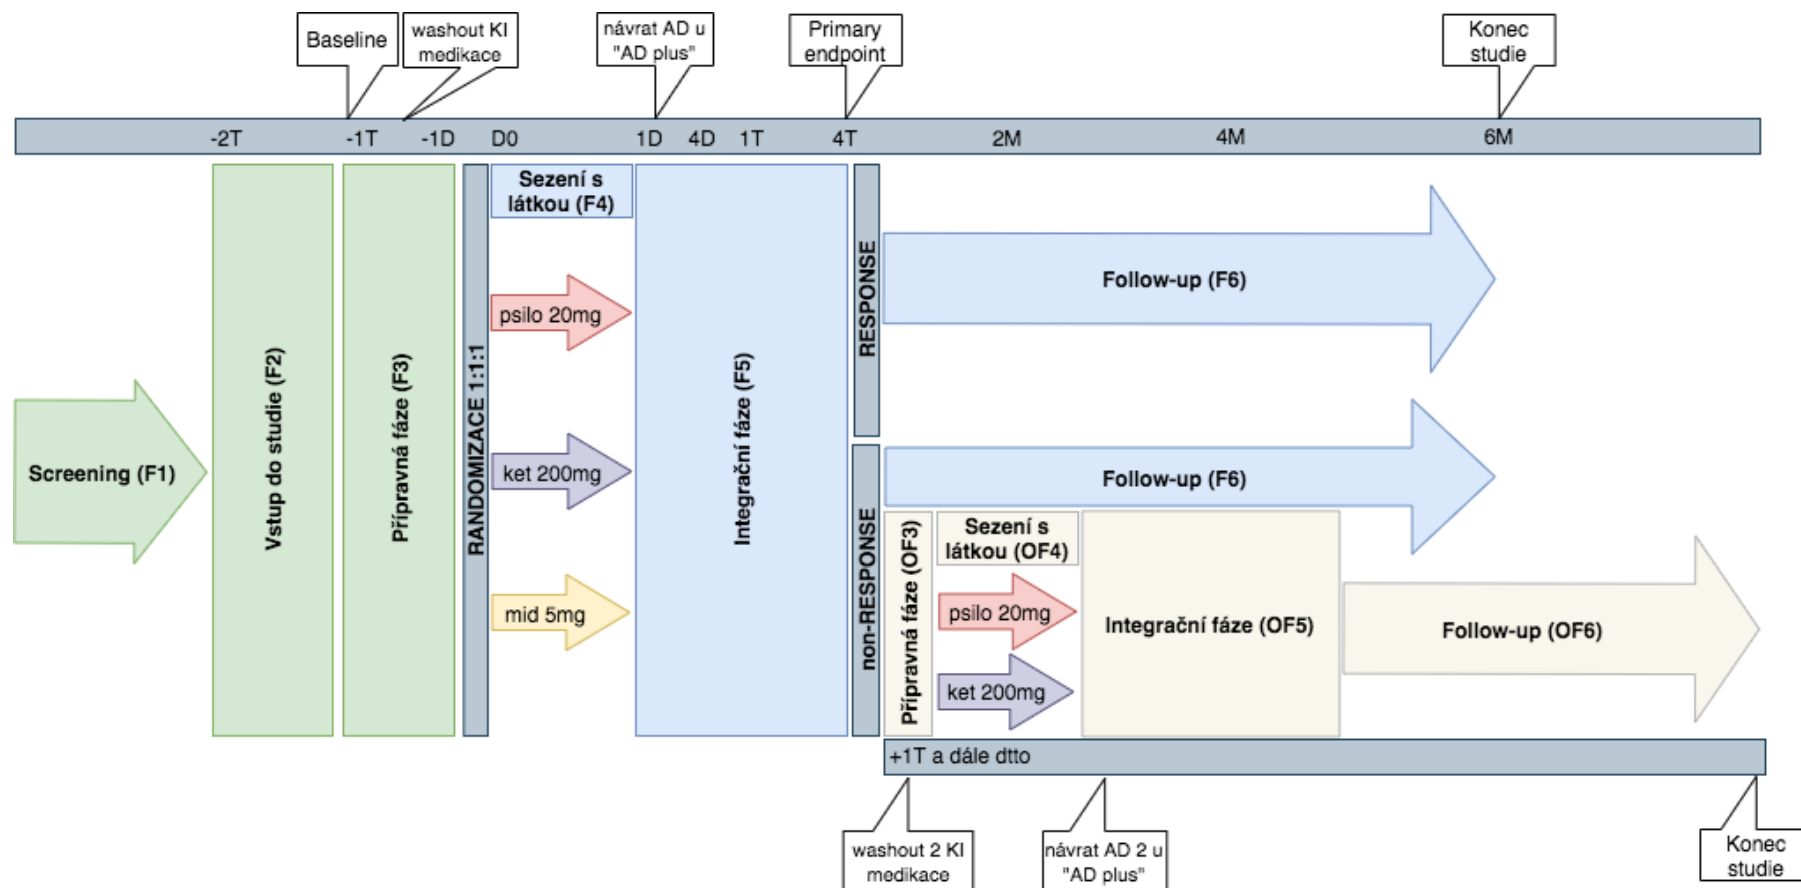 Baseline
washout KI
medikace
návrat AD u
"AD plus"
Primary
endpoint
Konec
studie
-2T
-1T
-1D
D0
1D
4D
1T
4T
2M
4M
6M
Screening (F1)
Vstup do studie (F2)
Přípravná fáze (F3)
RANDOMIZACE 1:1:1
Sezení s
látkou (F4)
psilo 20mg
ket 200mg
mid 5mg
Integrační fáze (F5)
RESPONSE
non-RESPONSE
Follow-up (F6)
Follow-up (F6)
Přípravná fáze (OF3)
Sezení s
látkou (OF4)
psilo 20mg
ket 200mg
Integrační fáze (OF5)
Follow-up (OF6)
+1T a dále dtto
washout 2 KI
medikace
návrat AD 2 u
"AD plus"
Konec
studie